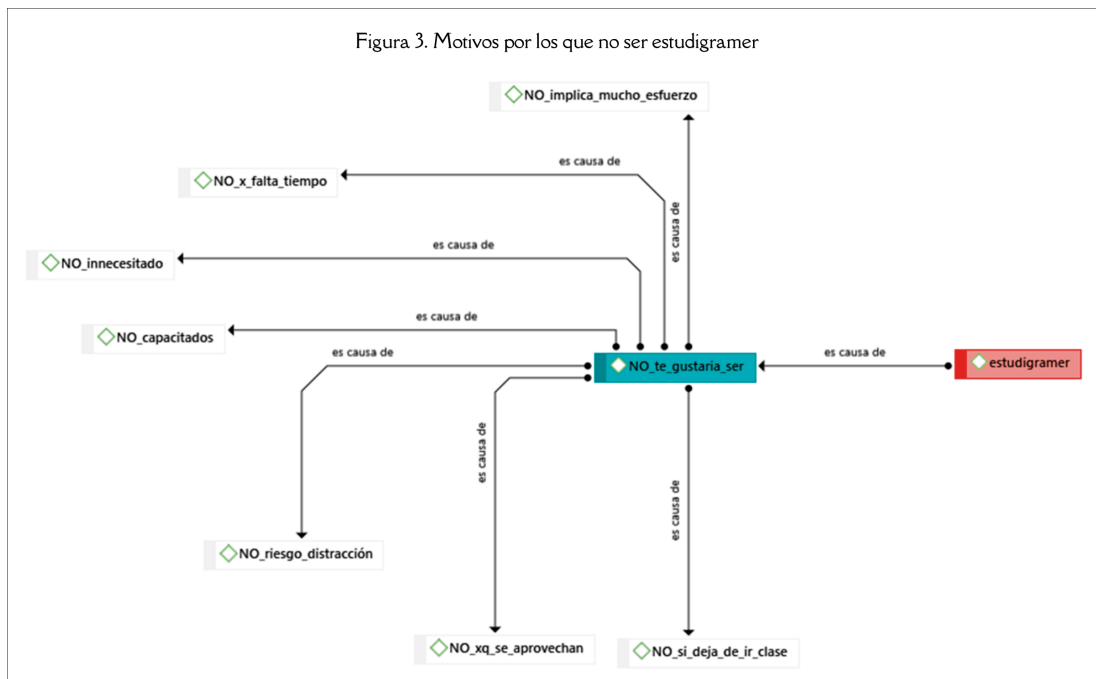 Figura 3. Motivos por los que no ser estudigramer
NO_implica_mucho_esfuerzo
es causa de
NO_x_falta_tiempo
es causa de
es causa de
NO_innecesitado
es causa de
NO_capacitados
es causa de
es causa de
NO_te_gustaria_ser
estudigramer
es causa de
es causa de
NO_riesgo_distracción
NO_xq_se_aprovechan
NO_si_deja_de_ir_clase